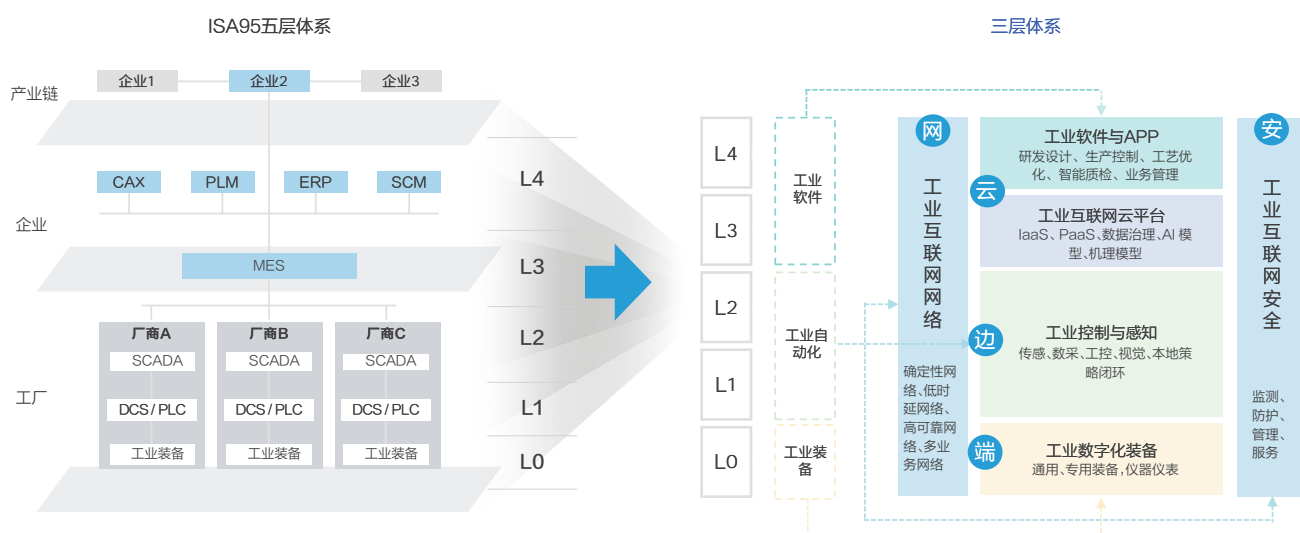 ISA95五层体系
产业链
企业1
企业2
企业3
CAX
PLM
ERP
SCM
企业
MES
厂商A
厂商B
厂商C
SCADA
SCADA
SCADA
DCS / PLC
DCS / PLC
DCS / PLC
工业装备
工业装备
工业装备
工厂
L4
L3
L2
L1
L0
三层体系
L4
L3
L2
L1
L0
工业
软件
工业自
动化
工业装
备
网
工业互联网网络
确定性网
络、低时
延网络、
高可靠网
络、多业
务网络
云
边
端
工业软件与APP
研发设计、生产控制、工艺优
化、智能质检、业务管理
工业互联网云平台
IaaS、PaaS、数据治理、AI 模
型、机理模型
工业控制与感知
传感、数采、工控、视觉、本地策
略闭环
工业数字化装备
通用、专用装备,仪器仪表
安
工业互联网安全
监测、
防护、
管理、
服务